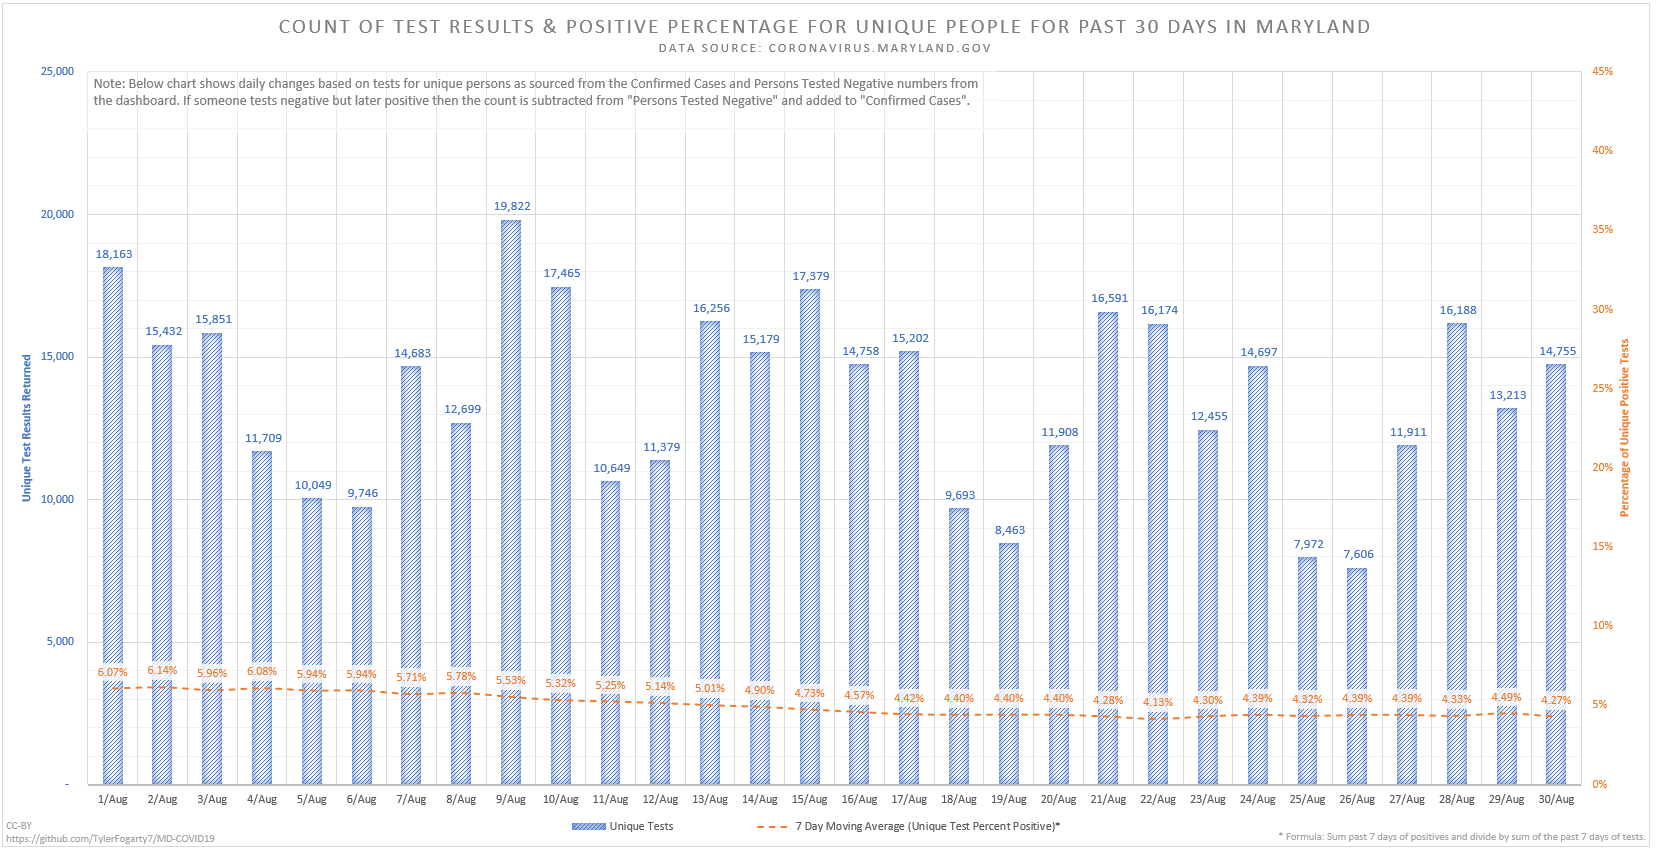 COUNT OF TEST RESULTS & POSITIVE PERCENTAGE FOR UNIQUE PEOPLE FOR PAST 30 DAYS IN MARYLAND
DATA SOURCE: CORONAVIRUS.MARYLAND.GOV
Note: Below chart shows daily changes based on tests for unique persons as sourced from the Confirmed Cases and Persons Tested Negative numbers from
the dashboard. If someone tests negative but later positive then the count is subtracted from "Persons Tested Negative" and added to "Confirmed Cases".
Unique Test Results Returned
25,000
20,000
15,000
10,000
5,000
-
45%
40%
35%
30%
25%
20%
15%
10%
5%
0%
Percentage of Unique Positive Tests
18,163
15,432
15,851
11,709
10,049
9,746
14,683
12,699
19,822
17,465
10,649
11,379
16,256
15,179
17,379
14,758
15,202
9,693
8,463
11,908
16,591
16,174
12,455
14,697
7,972
7,606
11,911
16,188
13,213
14,755
6.07%
6.14%
5.96%
6.08%
5.94%
5.94%
5.71%
5.78%
5.53%
5.32%
5.25%
5.14%
5.01%
4.90%
4.73%
4.57%
4.42%
4.40%
4.40%
4.40%
4.28%
4.13%
4.30%
4.39%
4.32%
4.39%
4.39%
4.33%
4.49%
4.27%
1/Aug
2/Aug
3/Aug
4/Aug
5/Aug
6/Aug
7/Aug
8/Aug
9/Aug
10/Aug
11/Aug
12/Aug
13/Aug
14/Aug
15/Aug
16/Aug
17/Aug
18/Aug
19/Aug
20/Aug
21/Aug
22/Aug
23/Aug
24/Aug
25/Aug
26/Aug
27/Aug
28/Aug
29/Aug
30/Aug
Unique Tests
7 Day Moving Average (Unique Test Percent Positive)*
CC-BY
https://github.com/TylerFogarty7/MD-COVID19
* Formula: Sum past 7 days of positives and divide by sum of the past 7 days of tests.